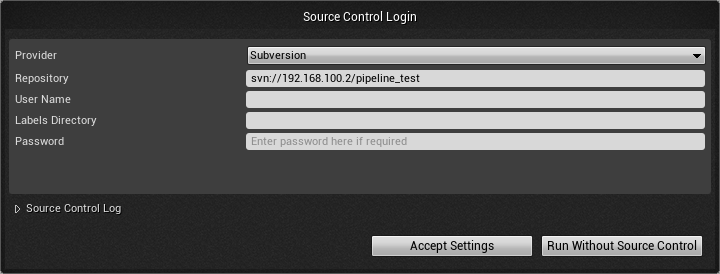 Source Control Login
Provider Subversion
Repository svn://192.168.100.2/pipeline_test
User Name
Labels Directory
Password Enter password here if required
Source Control Log
Accept Settings Run Without Source Control